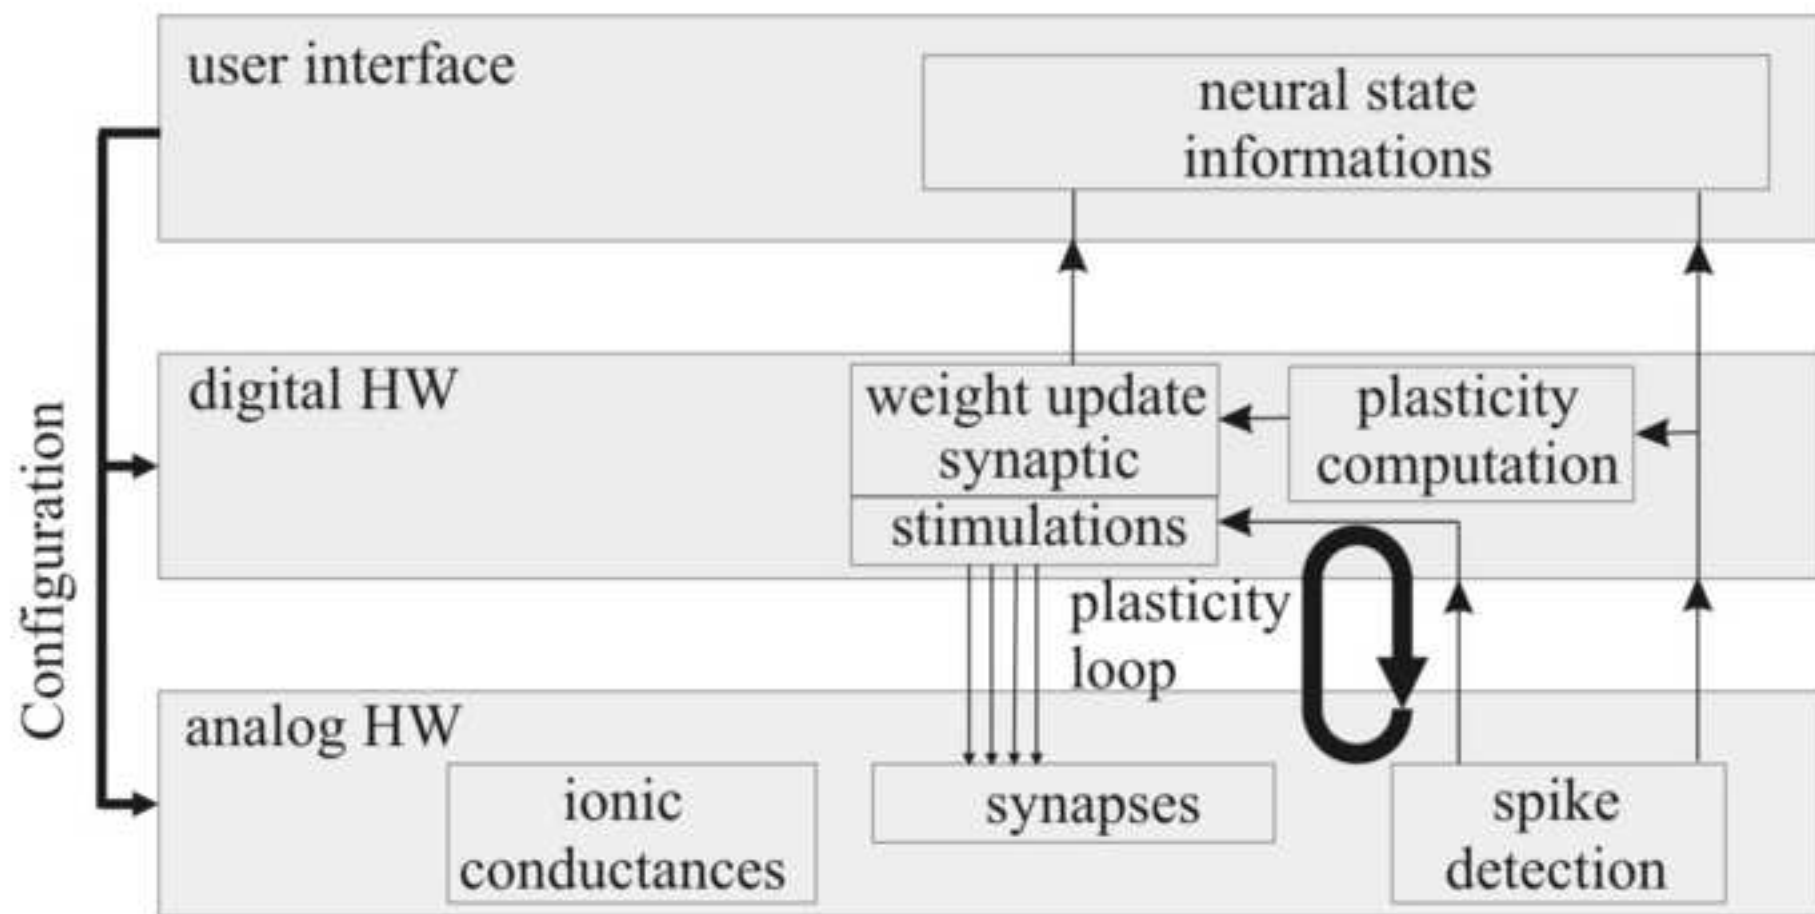 user interface
neural state
informations
Configuration
digital HW
weight update
synaptic
stimulations
plasticity
computation
plasticity
loop
analog HW
ionic
conductances
synapses
spike
detection